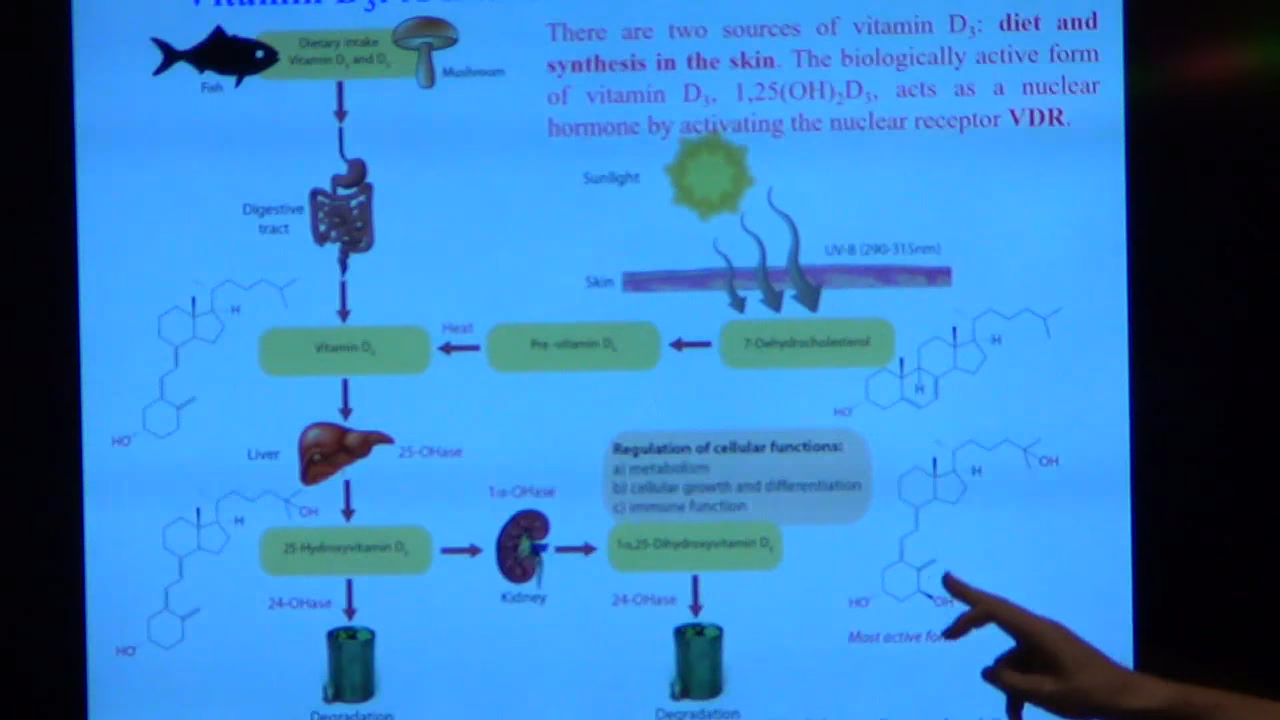 There are two sources of vitamin D3: diet and
synthesis in the skin. The biologically active form
of vitamin D3, 1,25(OH)2D3, acts as a nuclear
hormone by activating the nuclear receptor VDR.
Dietary intake
Vitamin D3 and D2
Fish
Mushroom
Sunlight
Digestive
tract
UV-B (290-315nm)
Skin
H
Heat
Vitamin D3
Pre-vitamin D3
7-Dehydrocholesterol
H
H
HO
HO
Liver
25-OHase
Regulation of cellular functions:
a) metabolism
b) cellular growth and differentiation
c) immune function
H
OH
1α-OHase
OH
H
25-Hydroxyvitamin D3
1α,25-Dihydroxyvitamin D3
Kidney
24-OHase
24-OHase
HO
OH
Most active
HO
Degradation
Degradation